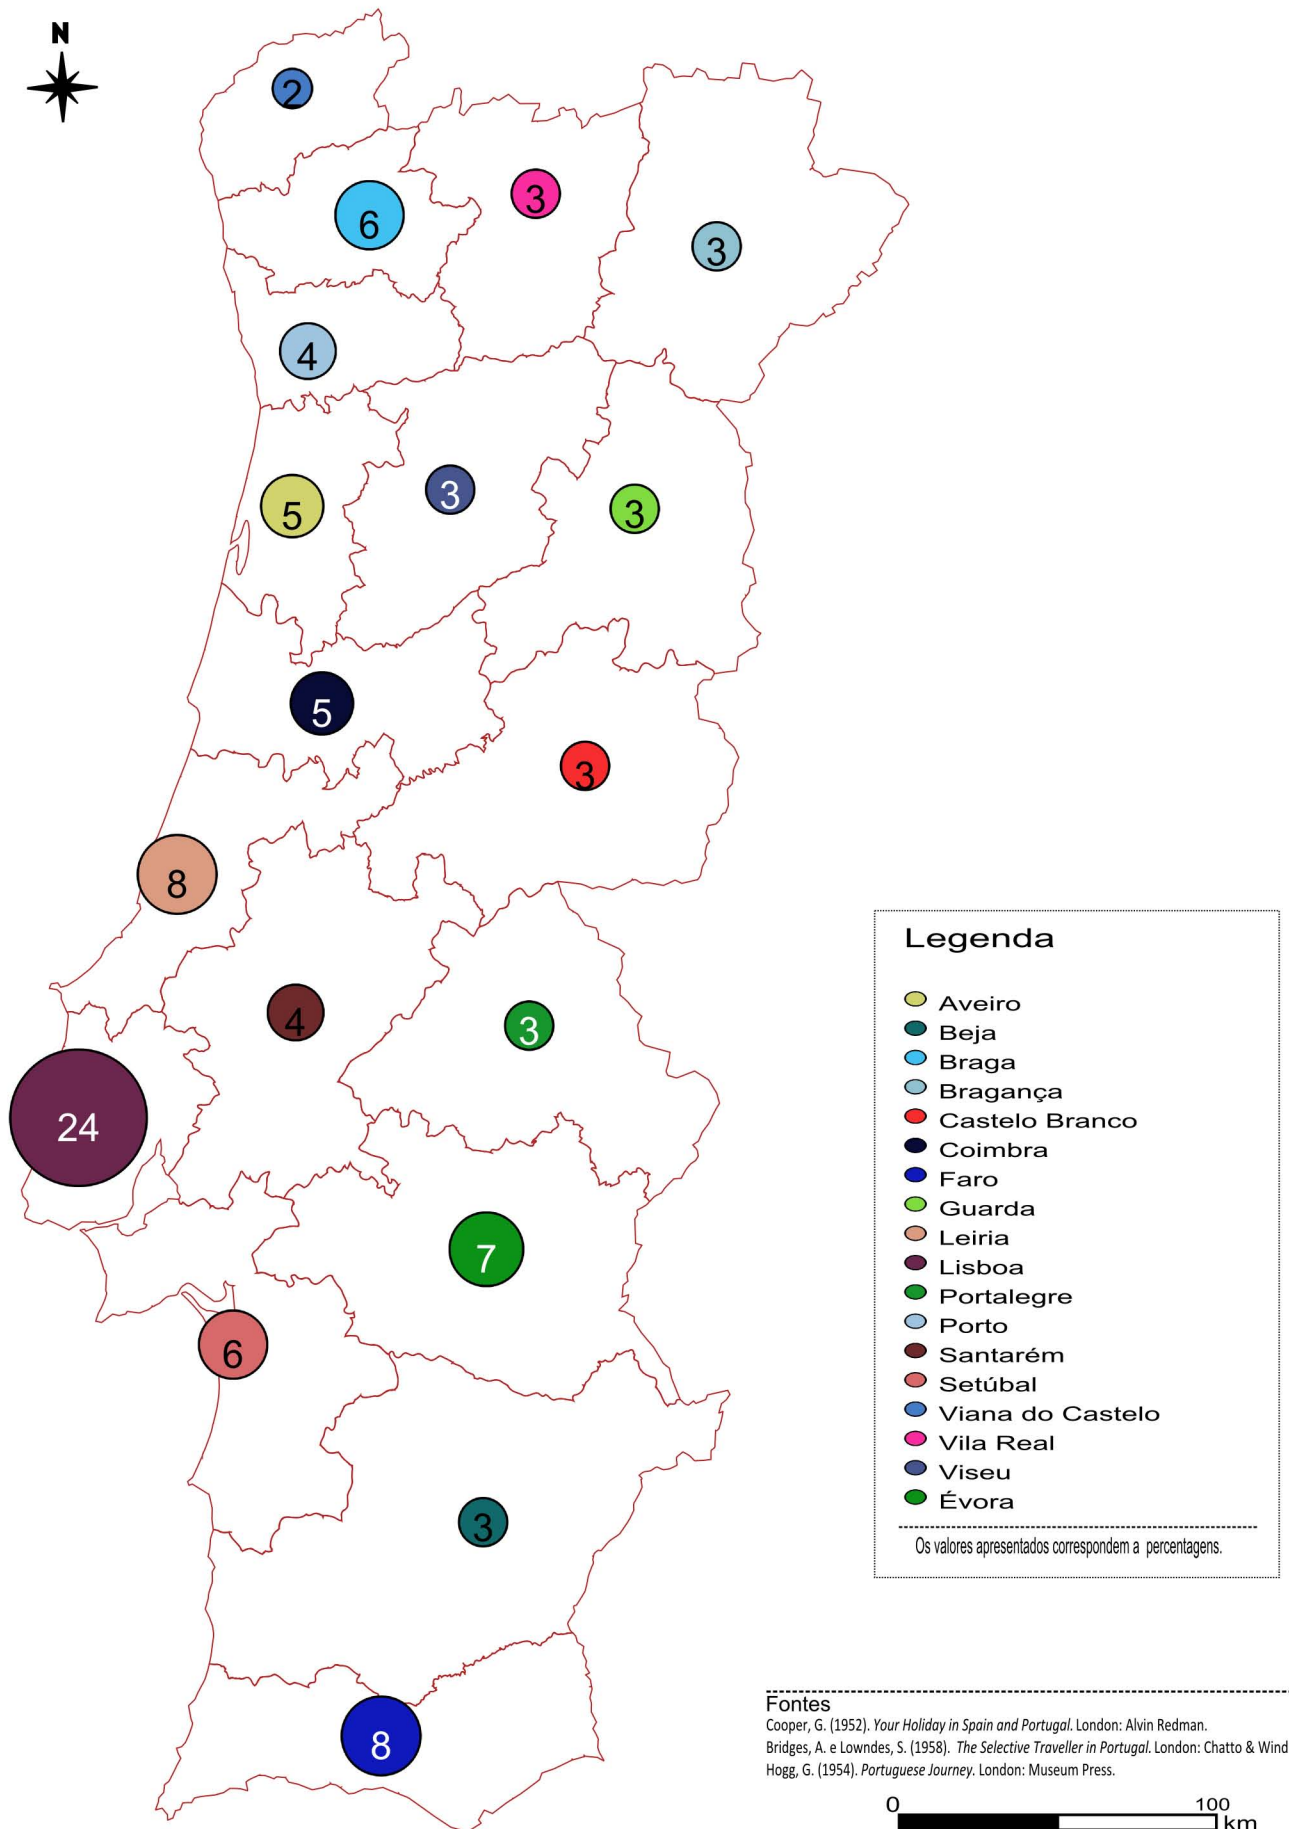 N
2
3
6
3
4
3
5
3
5
3
8
4
3
24
7
6
3
8
Legenda
Aveiro
Beja
Braga
Bragança
Castelo Branco
Coimbra
Faro
Guarda
Leiria
Lisboa
Portalegre
Porto
Santarém
Setúbal
Viana do Castelo
Vila Real
Viseu
Évora
Os valores apresentados correspondem a percentagens.
Fontes
Cooper, G. (1952). Your Holiday in Spain and Portugal. London: Alvin Redman.
Bridges, A. e Lowndes, S. (1958). The Selective Traveller in Portugal. London: Chatto & Wind
Hogg, G. (1954). Portuguese Journey. London: Museum Press.
0 100
km